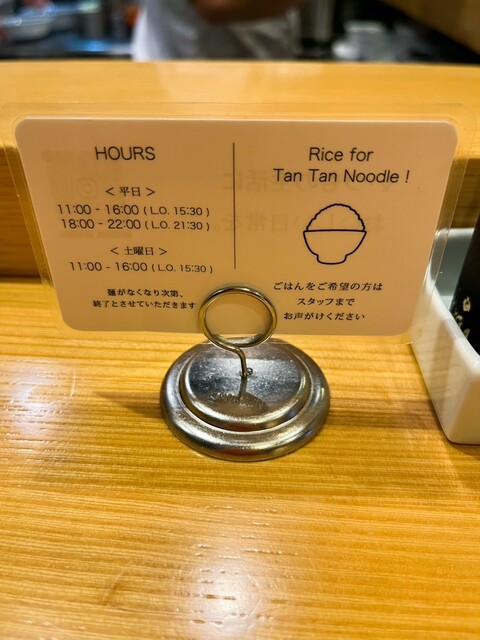 HOURS
< 平日 >
11:00 - 16:00 ( L.O. 15:30 )
18:00 - 22:00 ( L.O. 21:30 )
< 土曜日 >
11:00 - 16:00 ( L.O. 15:30 )
麺がなくなり次第、
終了とさせていただきます
Rice for
Tan Tan Noodle !
ごはんをご希望の方は
スタッフまで
お声がけください